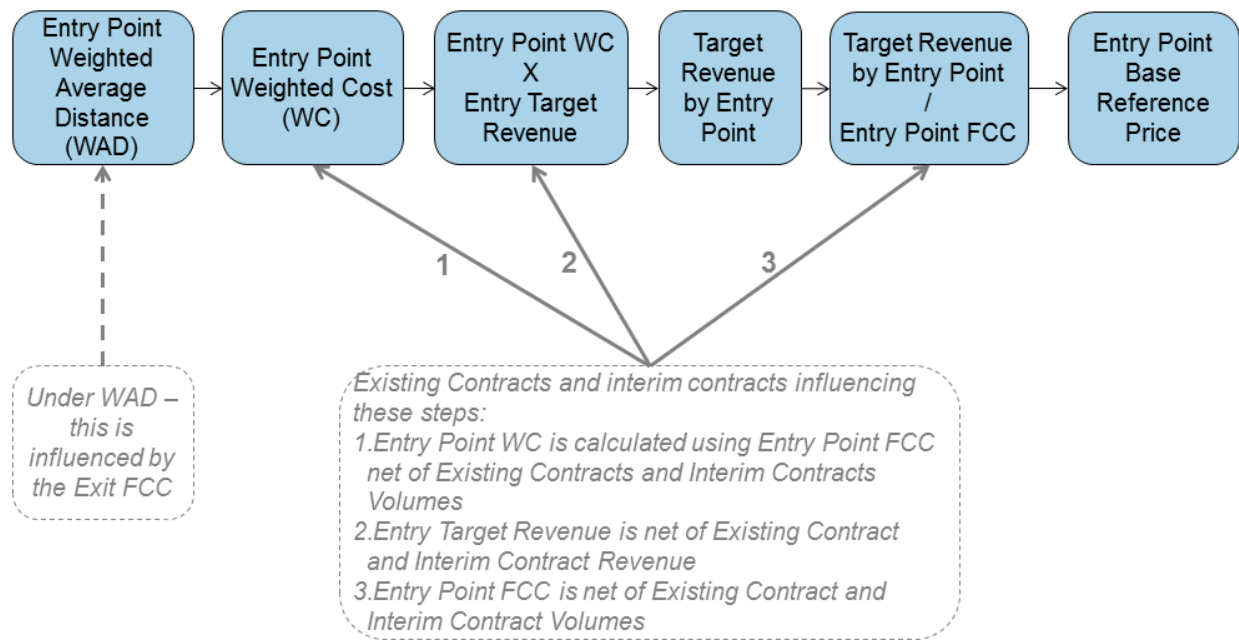 Entry Point
Weighted
Average
Distance
(WAD)
Entry Point
Weighted Cost
(WC)
Entry Point WC
X
Entry Target
Revenue
Target
Revenue
by Entry
Point
Target Revenue
by Entry Point
/
Entry Point FCC
Entry Point
Base
Reference
Price
1
2
3
Under WAD –
this is
influenced by
the Exit FCC
Existing Contracts and interim contracts influencing
these steps:
1.Entry Point WC is calculated using Entry Point FCC
net of Existing Contracts and Interim Contracts
Volumes
2.Entry Target Revenue is net of Existing Contract
and Interim Contract Revenue
3.Entry Point FCC is net of Existing Contract and
Interim Contract Volumes